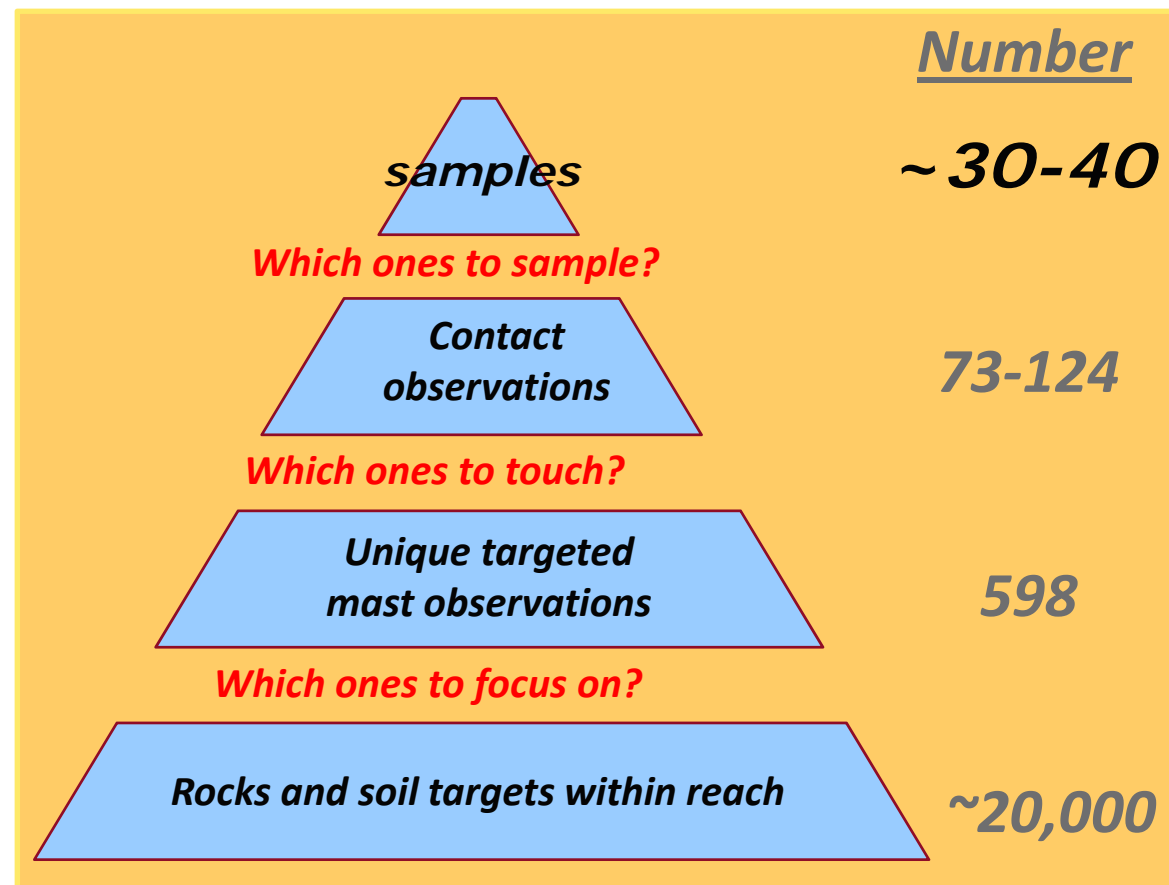 Number
samples
~30-40
Which ones to sample?
Contact
observations
73-124
Which ones to touch?
Unique targeted
mast observations
598
Which ones to focus on?
Rocks and soil targets within reach
~20,000